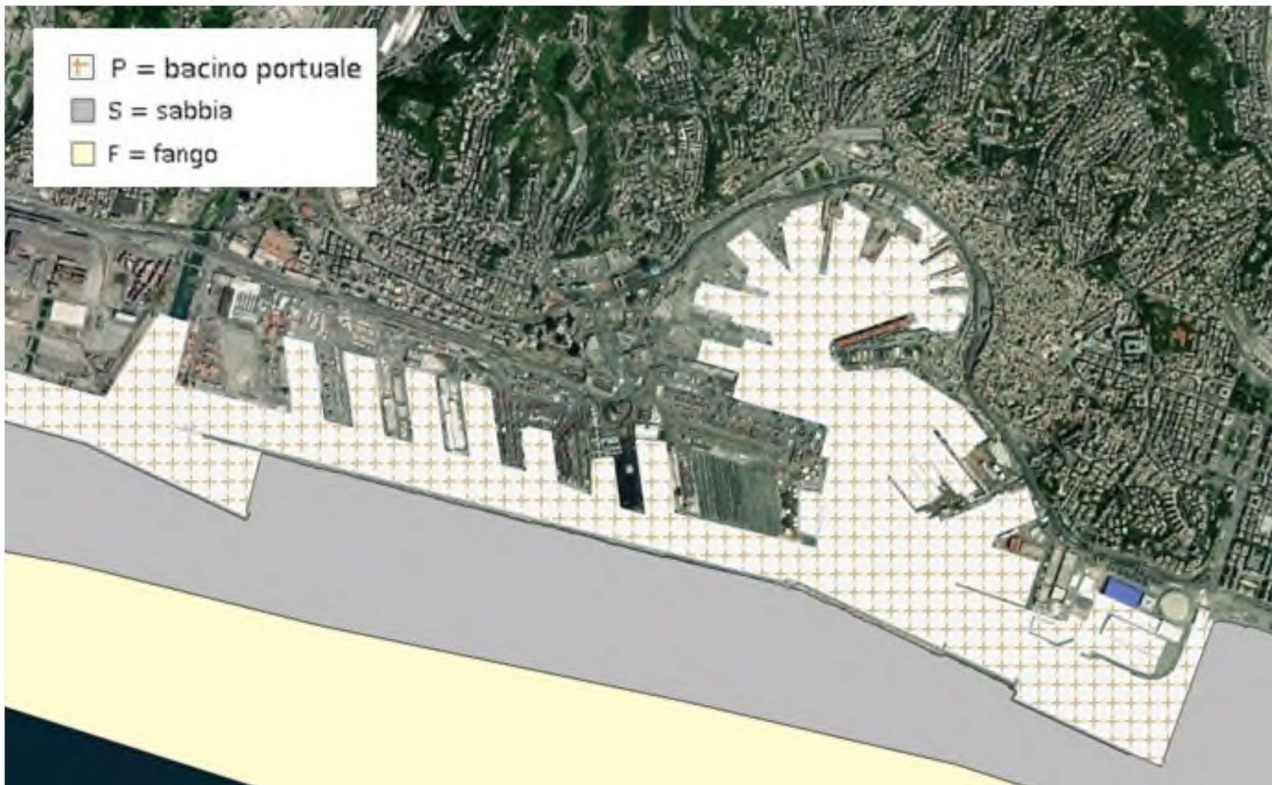 P = bacino portuale
S = sabbia
F = fango